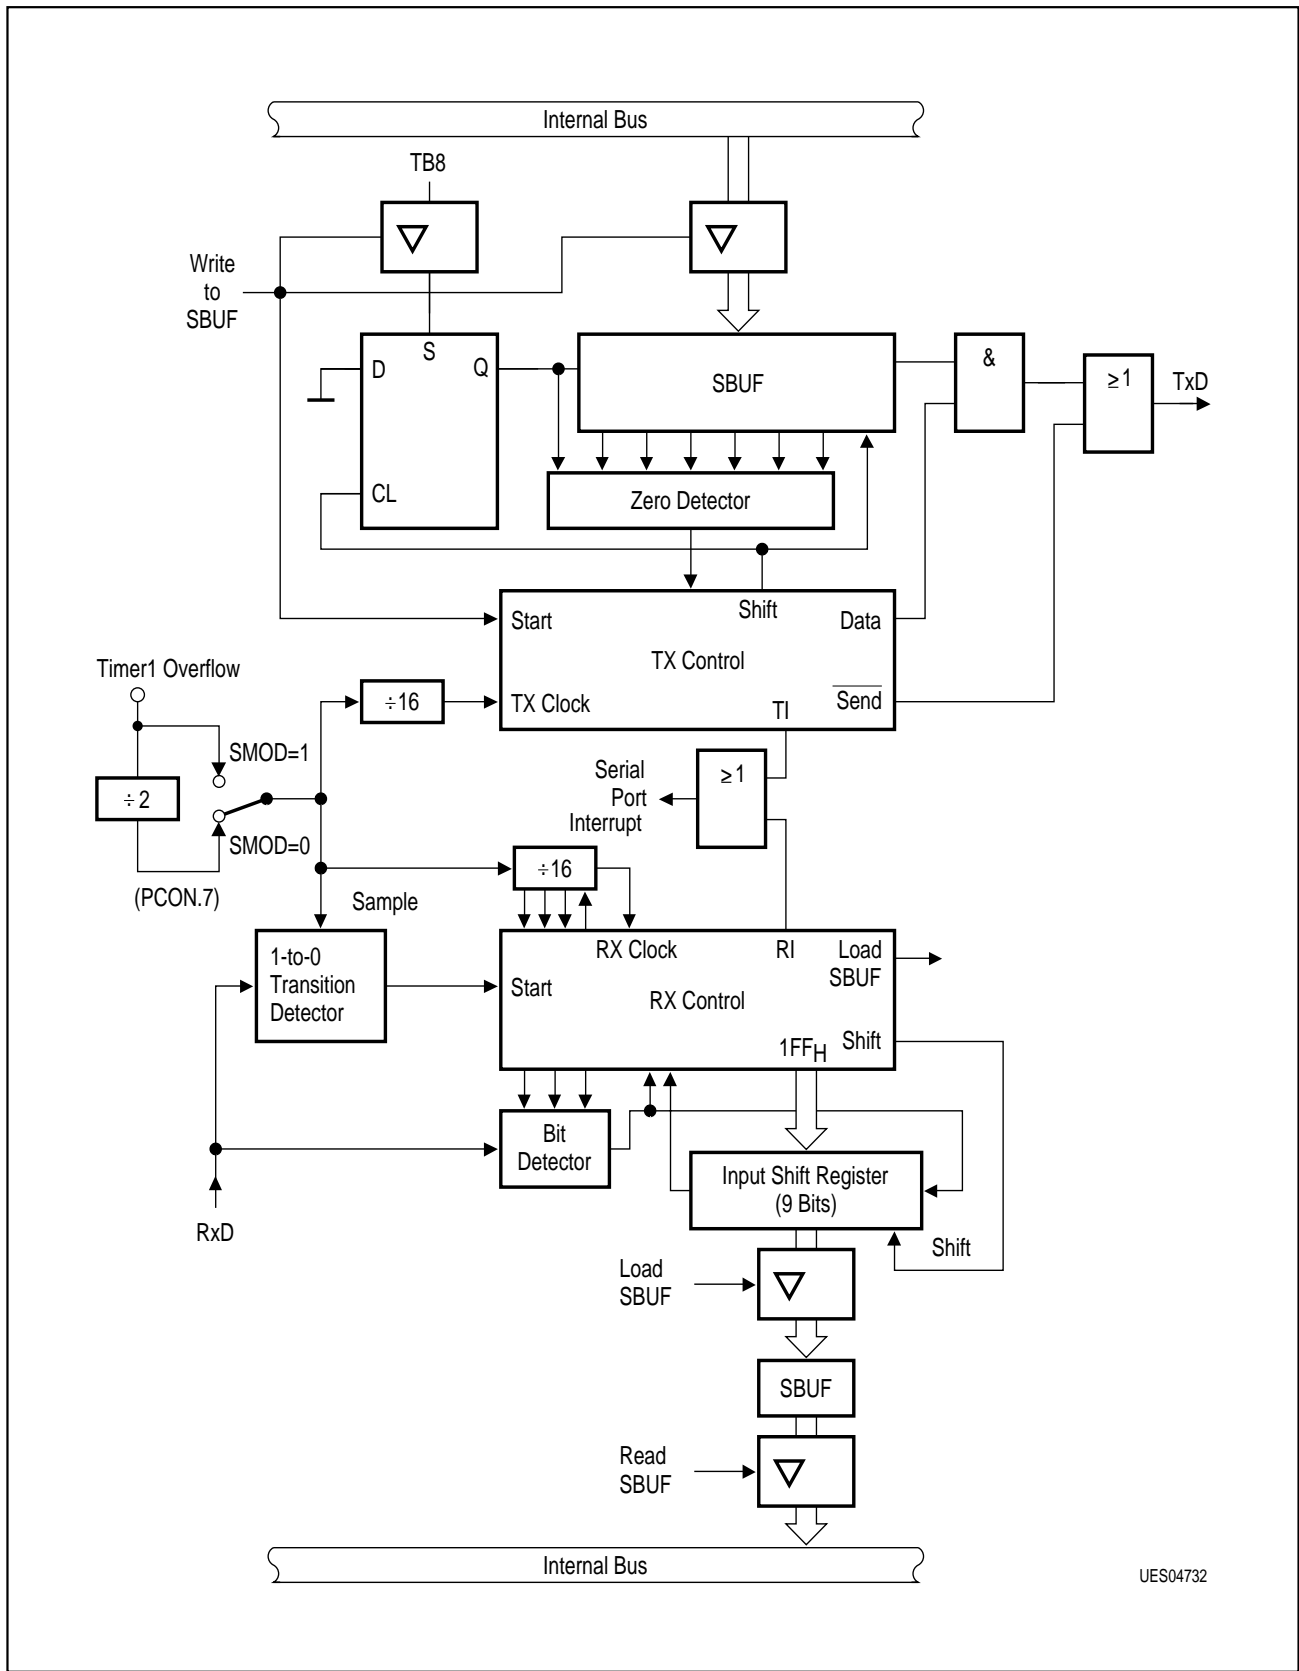 Internal Bus
TB8
Write
to
SBUF
S
D
Q
SBUF
&
≥1
TxD
CL
Zero Detector
Shift
Start
Data
TX Control
Timer1 Overflow
÷16
TX Clock
Send
TI
SMOD=1
÷2
SMOD=0
(PCON.7)
Serial
Port
Interrupt
≥1
÷16
Sample
1-to-0
Transition
Detector
RX Clock
RI
Load
SBUF
Start
RX Control
1FFH
Shift
Bit
Detector
Input Shift Register
(9 Bits)
RxD
Shift
Load
SBUF
SBUF
Read
SBUF
Internal Bus
UES04732